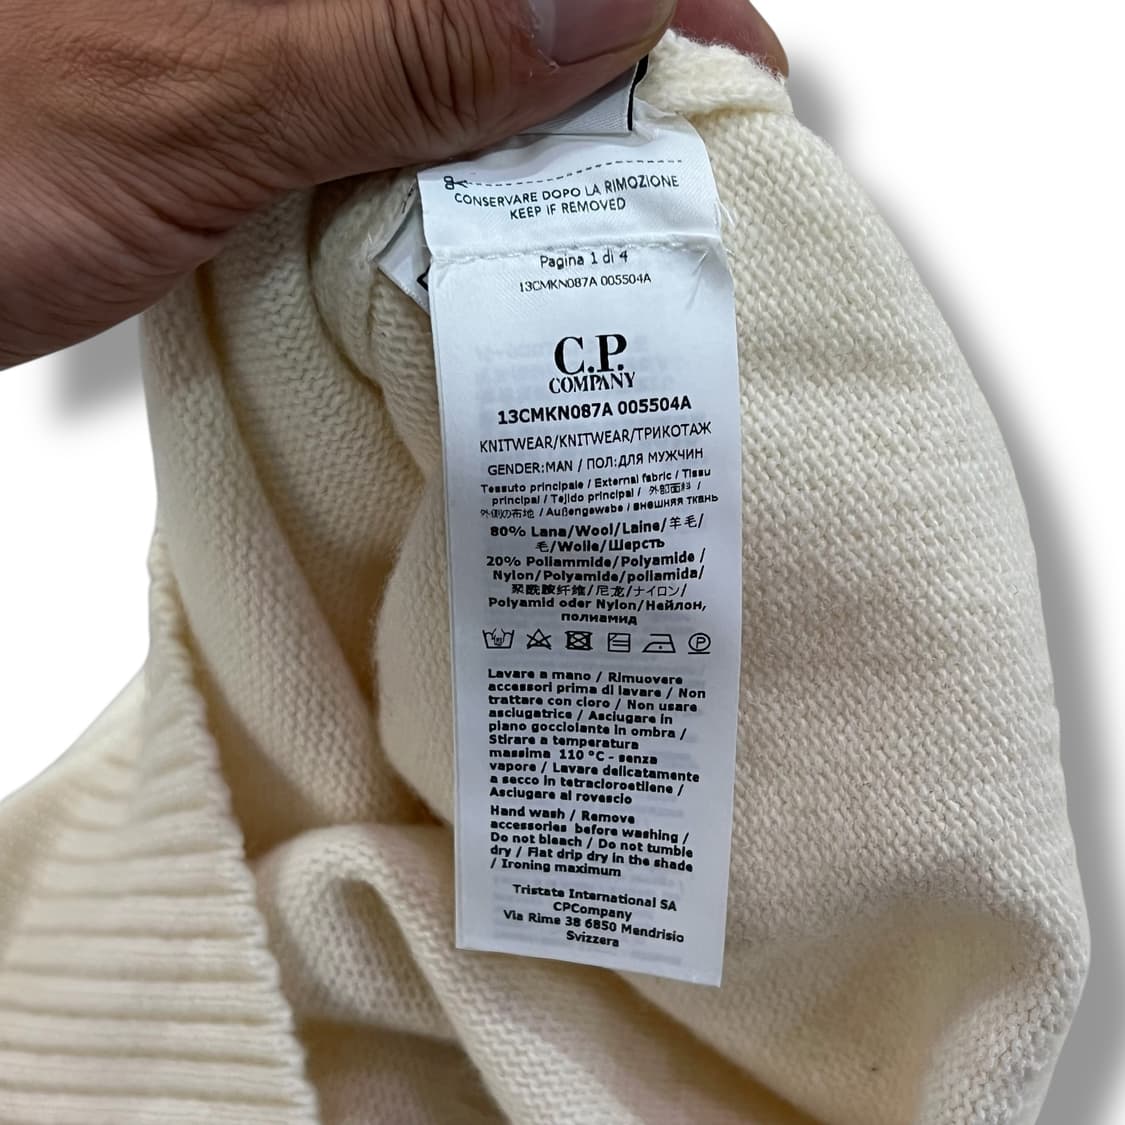 CONSERVARE DOPO LA RIMOZIONE
KEEP IF REMOVED
Pagina 1 di 4
13CMKN087A 005504A
C.P.
COMPANY
13CMKN087A 005504A
KNITWEAR/KNITWEAR/ТРИКОТАЖ
GENDER:MAN / ПОЛ:ДЛЯ МУЖЧИН
Tessuto principale / External fabric / Tissu
principal / Tejido principal / 外部面料 /
外側の布地 / Außengewebe / внешняя ткань
80% Lana/Wool/Laine/羊毛/
毛/Wolle/Шерсть
20% Poliammide/Polyamide /
Nylon/Polyamide/poliamida/
聚酰胺纤维/尼龙/ナイロン/
Polyamid oder Nylon/Нейлон,
полиамид
Lavare a mano / Rimuovere
accessori prima di lavare / Non
trattare con cloro / Non usare
asciugatrice / Asciugare in
piano gocciolante in ombra /
Stirare a temperatura
massima 110 °C - senza
vapore / Lavare delicatamente
a secco in tetracloroetilene /
Asciugare al rovescio
Hand wash / Remove
accessories before washing /
Do not bleach / Do not tumble
dry / Flat drip dry in the shade
/ Ironing maximum
Tristate International SA
CPCompany
Via Rime 38 6850 Mendrisio
Svizzera